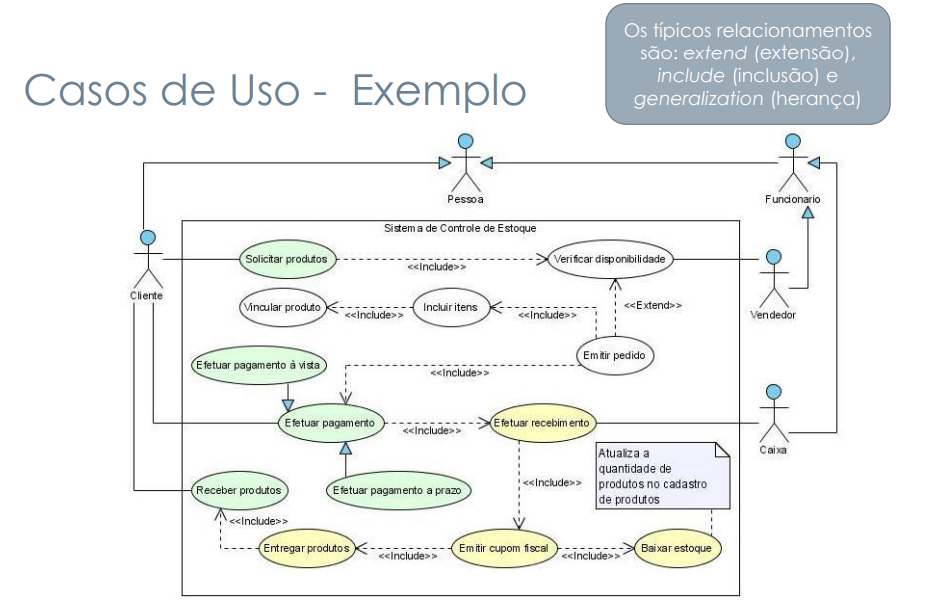 Os típicos relacionamentos
são: extend (extensão),
include (inclusão) e
generalization (herança)
Casos de Uso - Exemplo
Pessoa
Funcionario
Sistema de Controle de Estoque
Solicitar produtos
<<Include>>
Verificar disponibilidade
Cliente
Vincular produto
<<Include>>
Incluir itens
<<Include>>
<<Extend>>
Vendedor
Emitir pedido
Efetuar pagamento à vista
<<Include>>
Efetuar pagamento
<<Include>>
Efetuar recebimento
Caixa
Atualiza a
quantidade de
produtos no cadastro
de produtos
Receber produtos
Efetuar pagamento a prazo
<<Include>>
<<Include>>
Entregar produtos
<<Include>>
Emitir cupom fiscal
<<Include>>
Baixar estoque